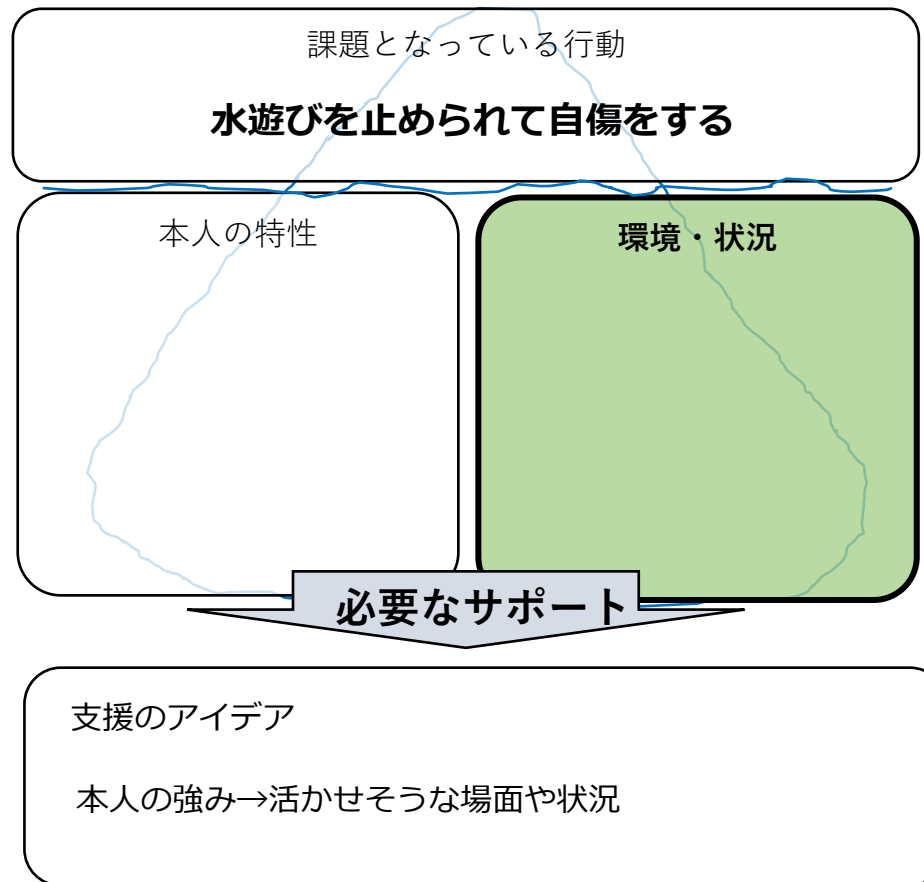 課題となっている行動
水遊びを止められて自傷をする
本人の特性
環境・状況
必要なサポート
支援のアイデア
本人の強み→活かせそうな場面や状況